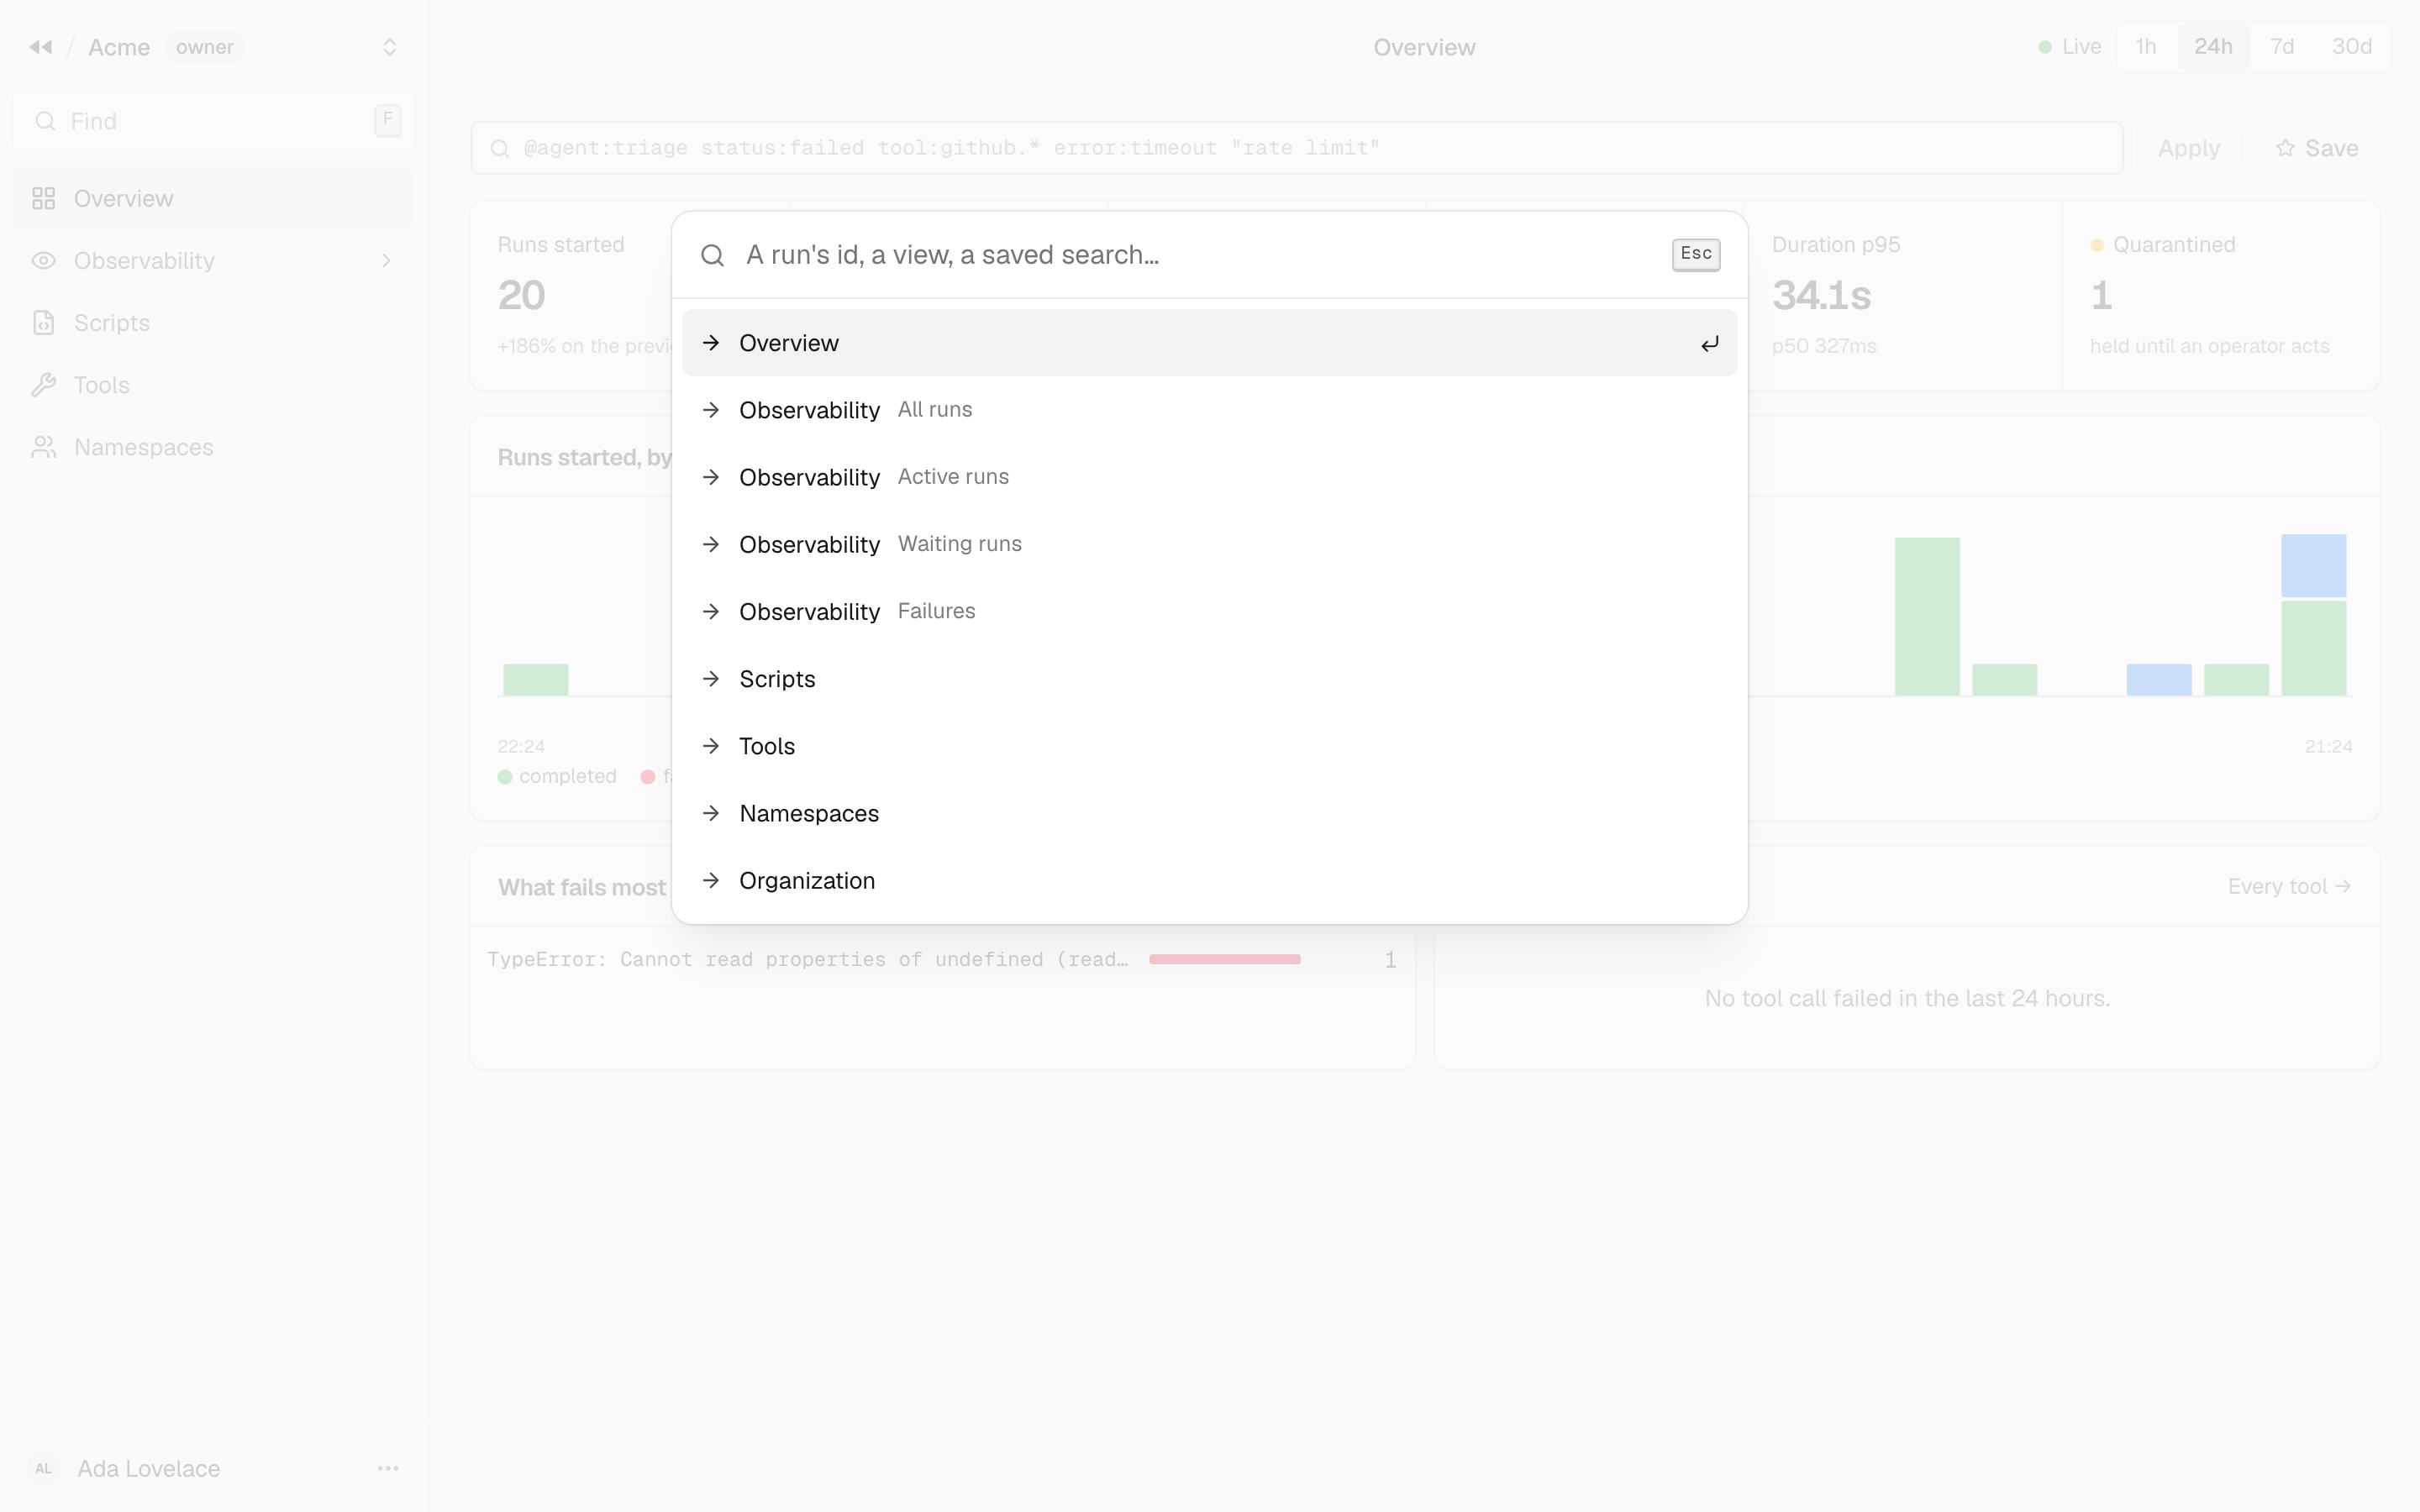 / Acme owner
Overview
Live 1h 24h 7d 30d
Find F
@agent:triage status:failed tool:github.* error:timeout "rate limit"
Apply Save
Overview
Observability
Scripts
Tools
Namespaces
Runs started
20
+186% on the previ
Duration p95
34.1s
p50 327ms
Quarantined
1
held until an operator acts
A run's id, a view, a saved search...
Esc
Overview
Observability All runs
Observability Active runs
Observability Waiting runs
Observability Failures
Scripts
Tools
Namespaces
Organization
Runs started, by
22:24
21:24
completed
What fails most
Every tool →
TypeError: Cannot read properties of undefined (read… 1
No tool call failed in the last 24 hours.
AL Ada Lovelace